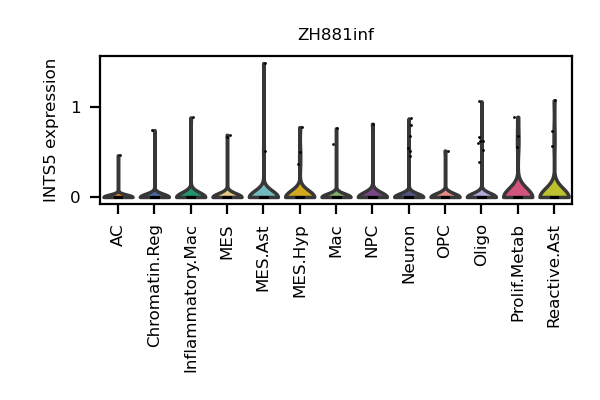 ZH881inf
INTS5 expression
1
0
AC
Chromatin.Reg
Inflammatory.Mac
MES
MES.Ast
MES.Hyp
Mac
NPC
Neuron
OPC
Oligo
Prolif.Metab
Reactive.Ast